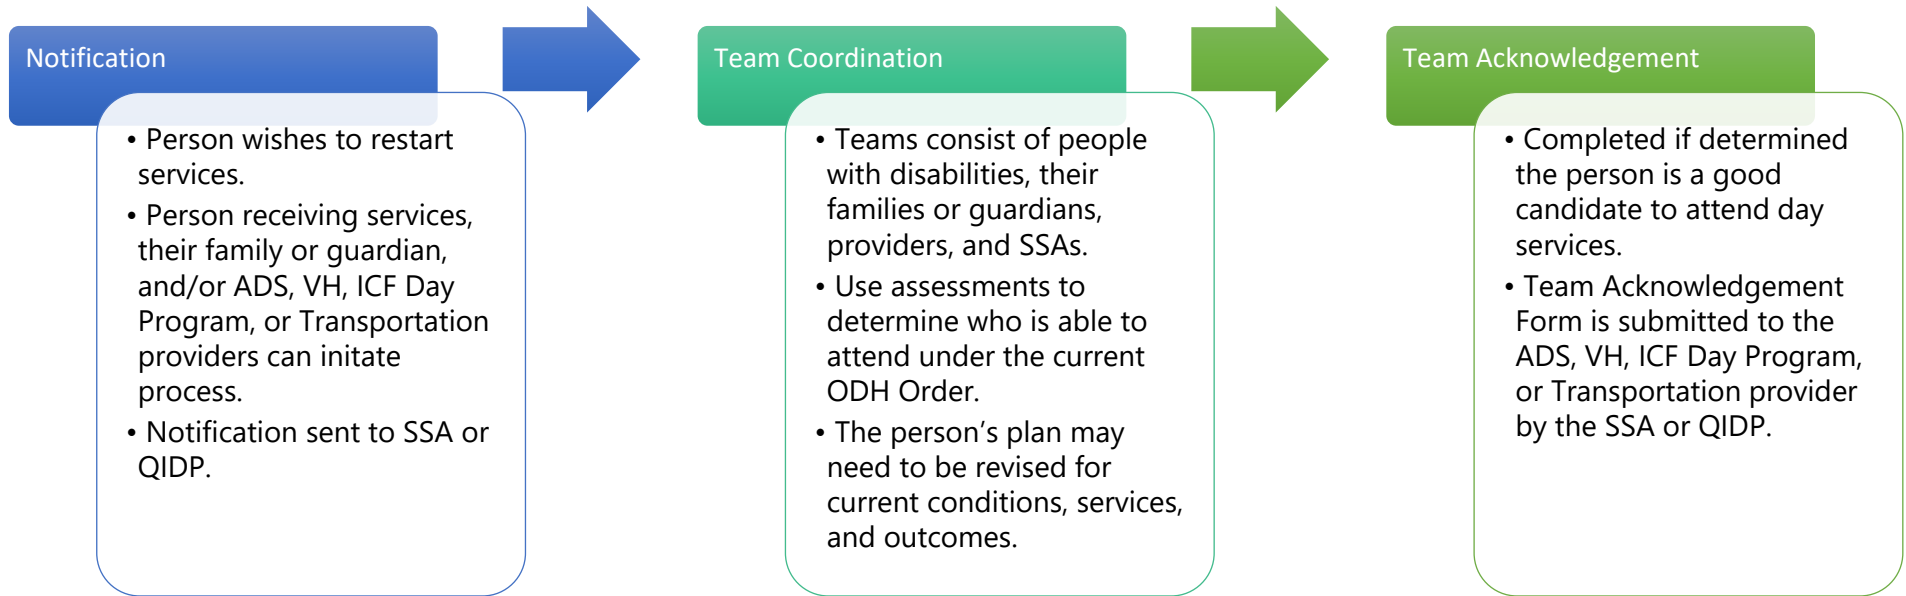 Notification
• Person wishes to restart
services.
• Person receiving services,
their family or guardian,
and/or ADS, VH, ICF Day
Program, or Transportation
providers can initate
process.
• Notification sent to SSA or
QIDP.
Team Coordination
• Teams consist of people
with disabilities, their
families or guardians,
providers, and SSAs.
• Use assessments to
determine who is able to
attend under the current
ODH Order.
• The person’s plan may
need to be revised for
current conditions, services,
and outcomes.
Team Acknowledgement
• Completed if determined
the person is a good
candidate to attend day
services.
• Team Acknowledgement
Form is submitted to the
ADS, VH, ICF Day Program,
or Transportation provider
by the SSA or QIDP.